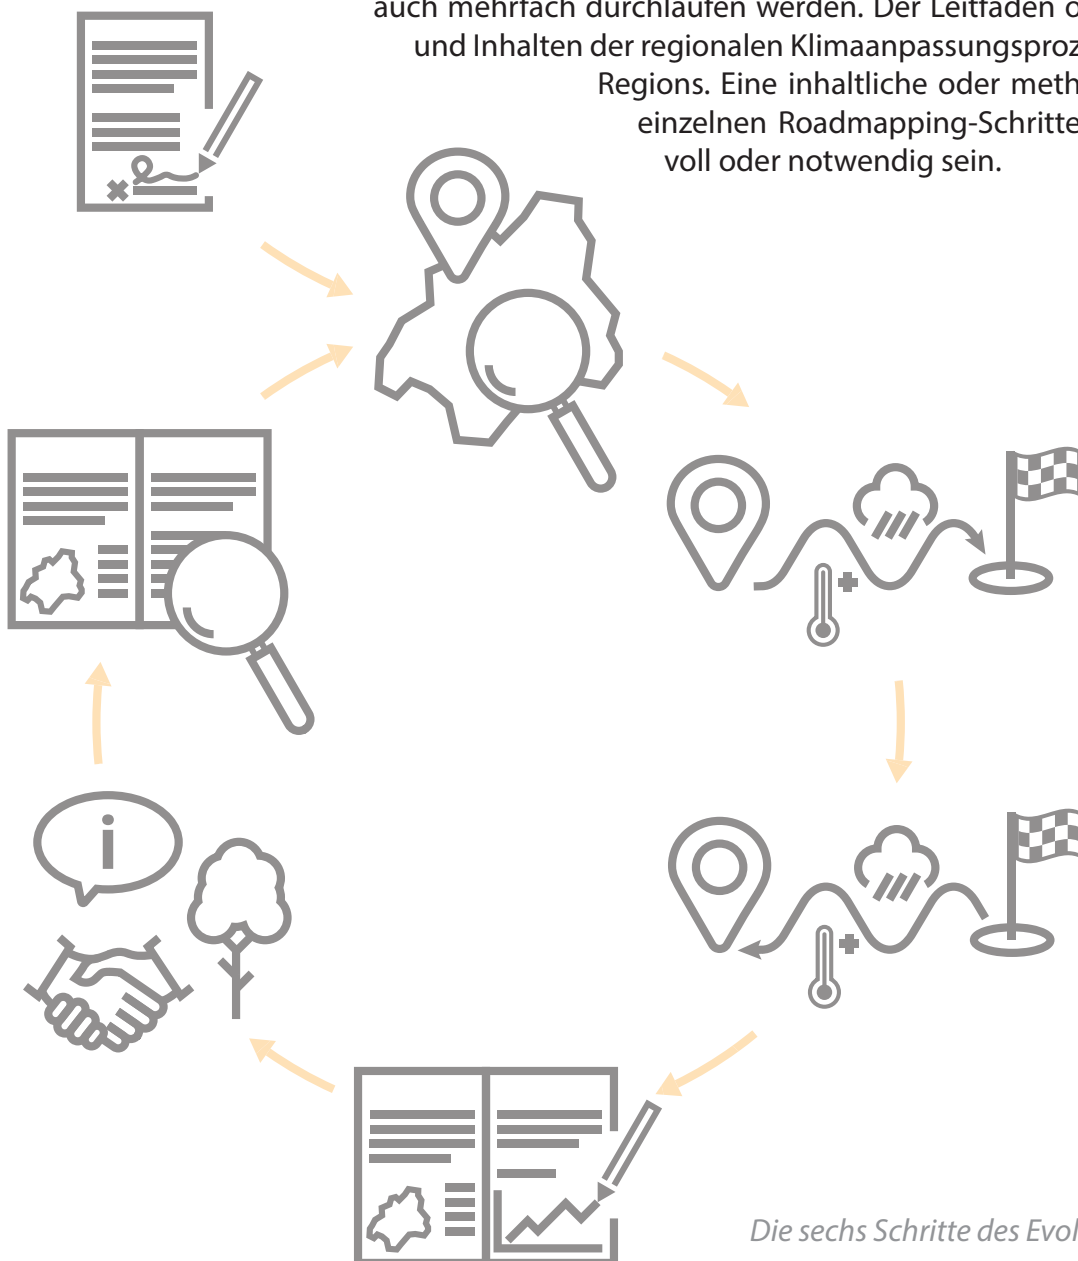 auch mehrfach durchlaufen werden. Der Leitfaden
und Inhalten der regionalen Klimaanpassungsproz
Regions. Eine inhaltliche oder meth
einzelnen Roadmapping-Schritte
voll oder notwendig sein.
i
Die sechs Schritte des Evol